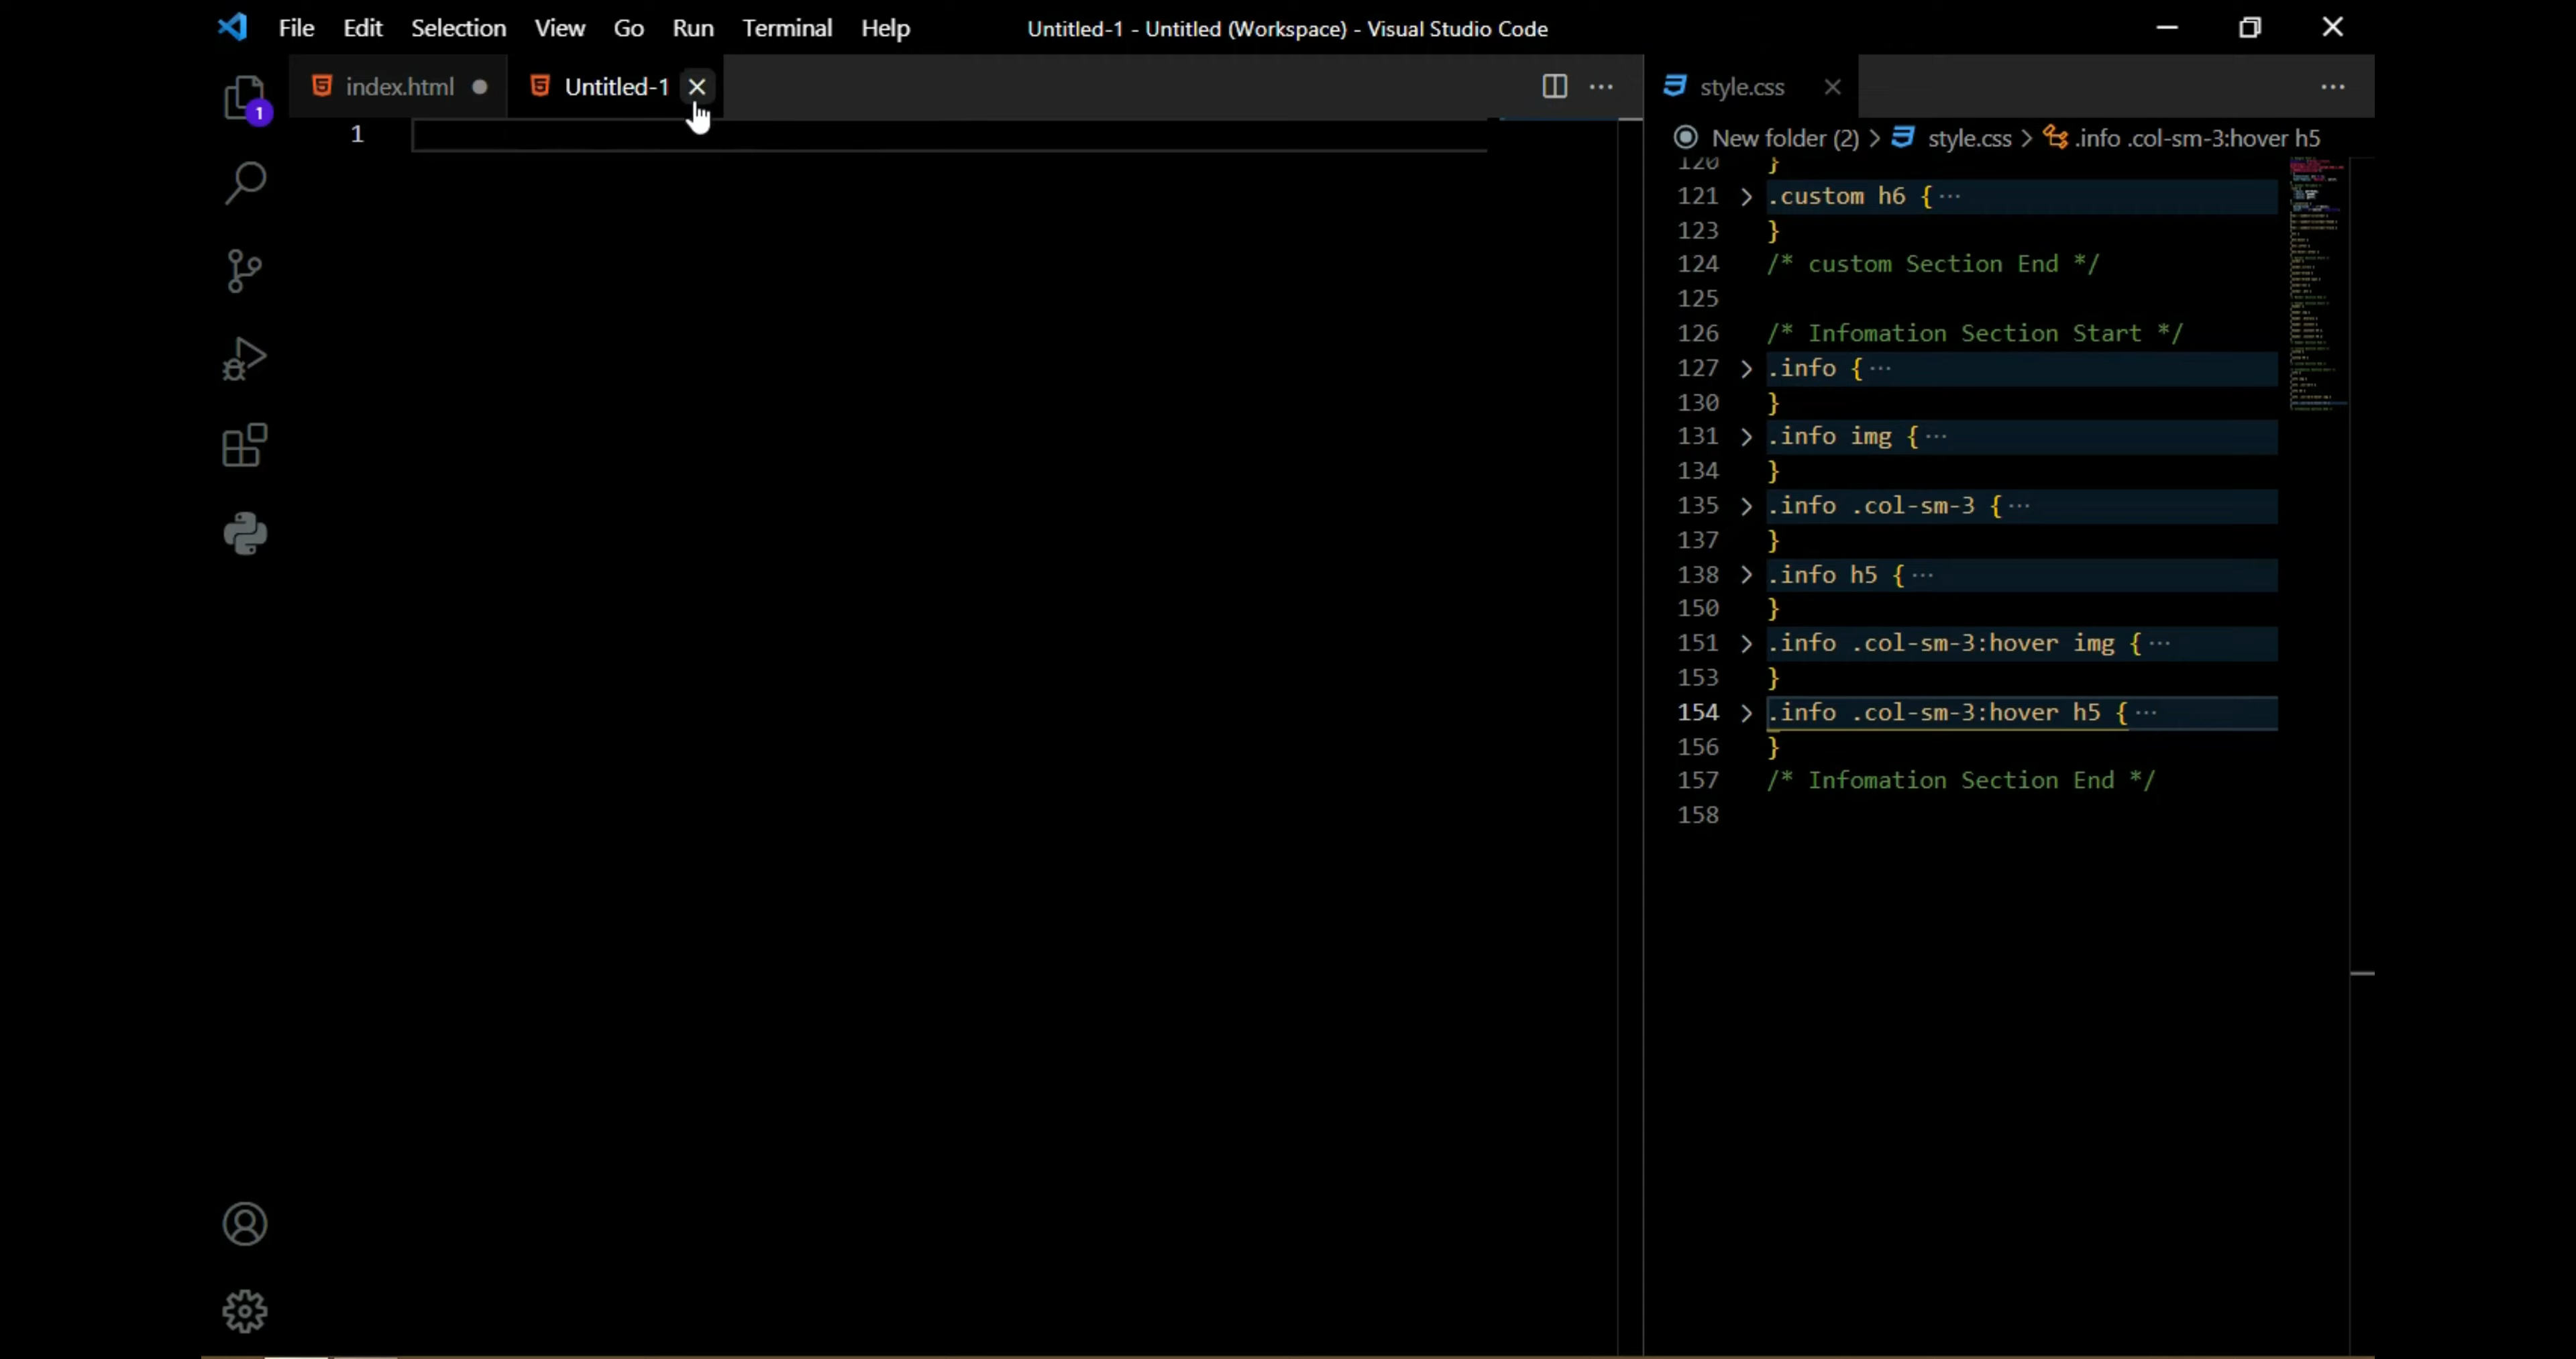 File Edit Selection View Go Run Terminal Help
Untitled-1 - Untitled (Workspace) - Visual Studio Code
index.html
Untitled-1
1
1
style.css
New folder (2) > style.css > .info .col-sm-3:hover h5
120 }
121 > .custom h6 {...
123 }
124 /* custom Section End */
125
126 /* Infomation Section Start */
127 > .info {...
130 }
131 > .info img {...
134 }
135 > .info .col-sm-3 {...
137 }
138 > .info h5 {...
150 }
151 > .info .col-sm-3:hover img {...
153 }
154 > .info .col-sm-3:hover h5 {...
156 }
157 /* Infomation Section End */
158